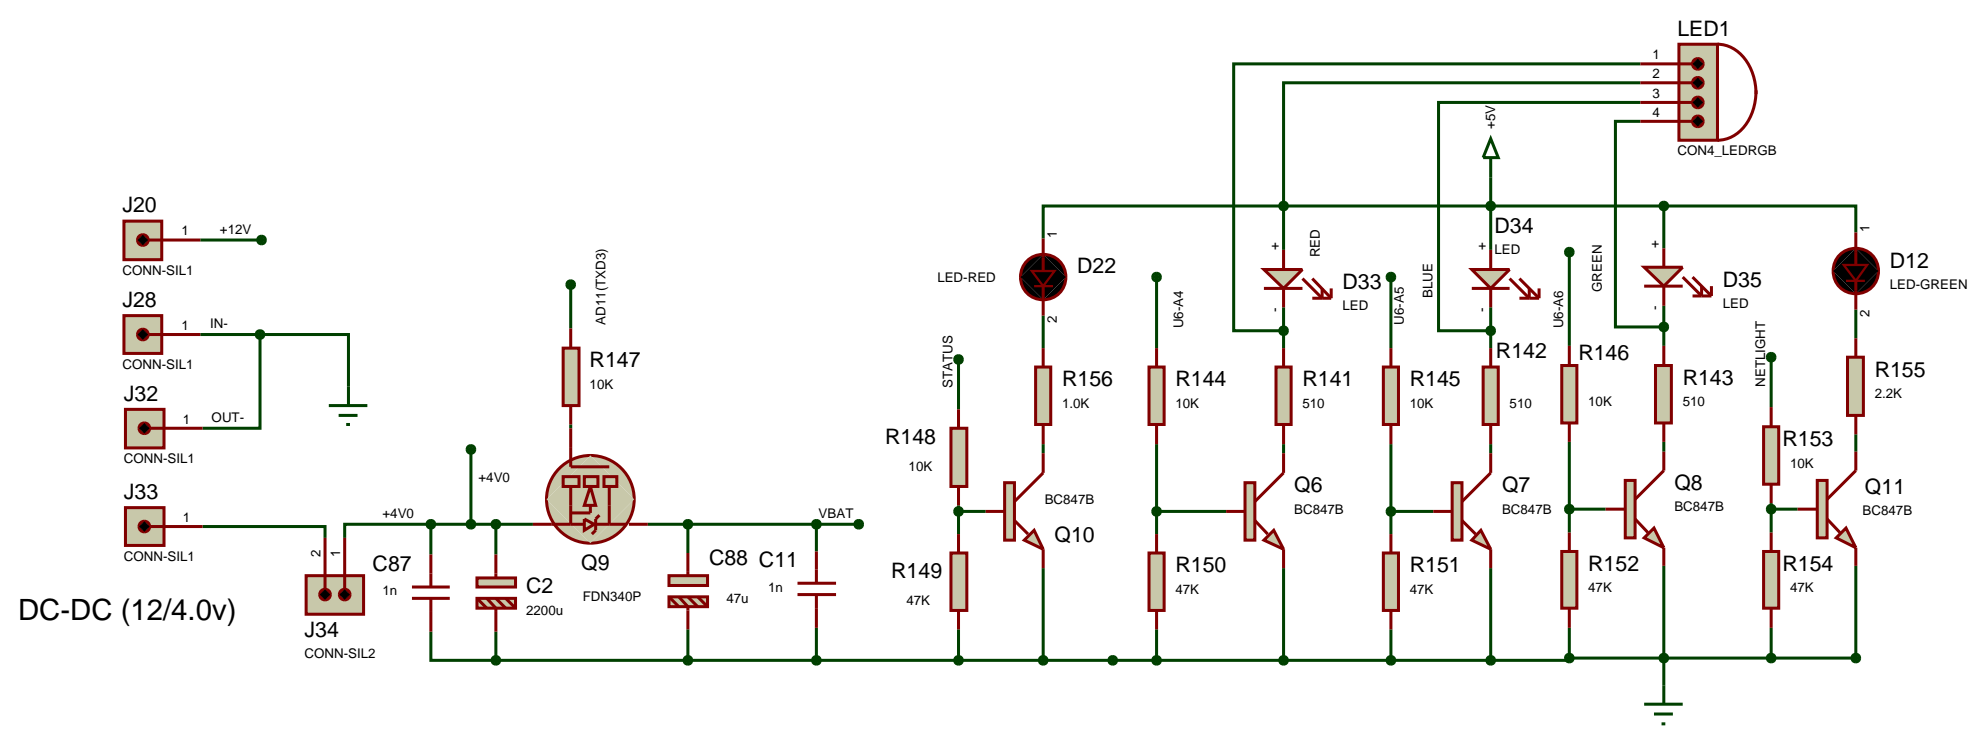 LED1
1
2
3
4
CON4_LEDRGB
+5V
J20
1
+12V
CONN-SIL1
J28
1
IN-
CONN-SIL1
J32
1
OUT-
CONN-SIL1
J33
1
CONN-SIL1
DC-DC (12/4.0v)
2
1
J34
CONN-SIL2
+4V0
+4V0
C87
1n
C2
2200u
AD11(TXD3)
R147
10K
Q9
FDN340P
C88
47u
C11
1n
VBAT
STATUS
R148
10K
R149
47K
LED-RED
1
D22
2
R156
1.0K
BC847B
Q10
U6-A4
R144
10K
R150
47K
+
RED
D33
LED
-
R141
510
Q6
BC847B
U6-A5
R145
10K
R151
47K
BLUE
D34
LED
+
-
R142
510
Q7
BC847B
U6-A6
R146
10K
R152
47K
GREEN
+
D35
LED
-
R143
510
Q8
BC847B
NETLIGHT
R153
10K
R154
47K
1
D12
LED-GREEN
2
R155
2.2K
Q11
BC847B